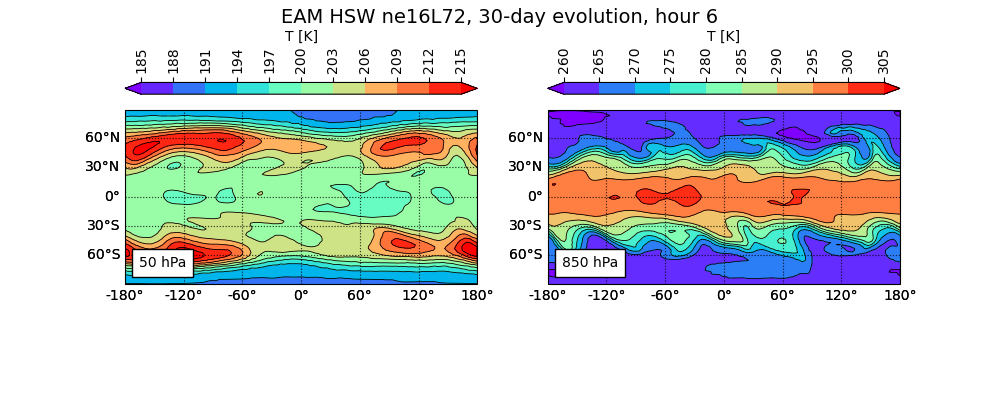 EAM HSW ne16L72, 30-day evolution, hour 6
T [K]
185 188 191 194 197 200 203 206 209 212 215
60°N
30°N
0°
30°S
60°S
50 hPa
-180° -120° -60° 0° 60° 120° 180°
T [K]
260 265 270 275 280 285 290 295 300 305
60°N
30°N
0°
30°S
60°S
850 hPa
-180° -120° -60° 0° 60° 120° 180°